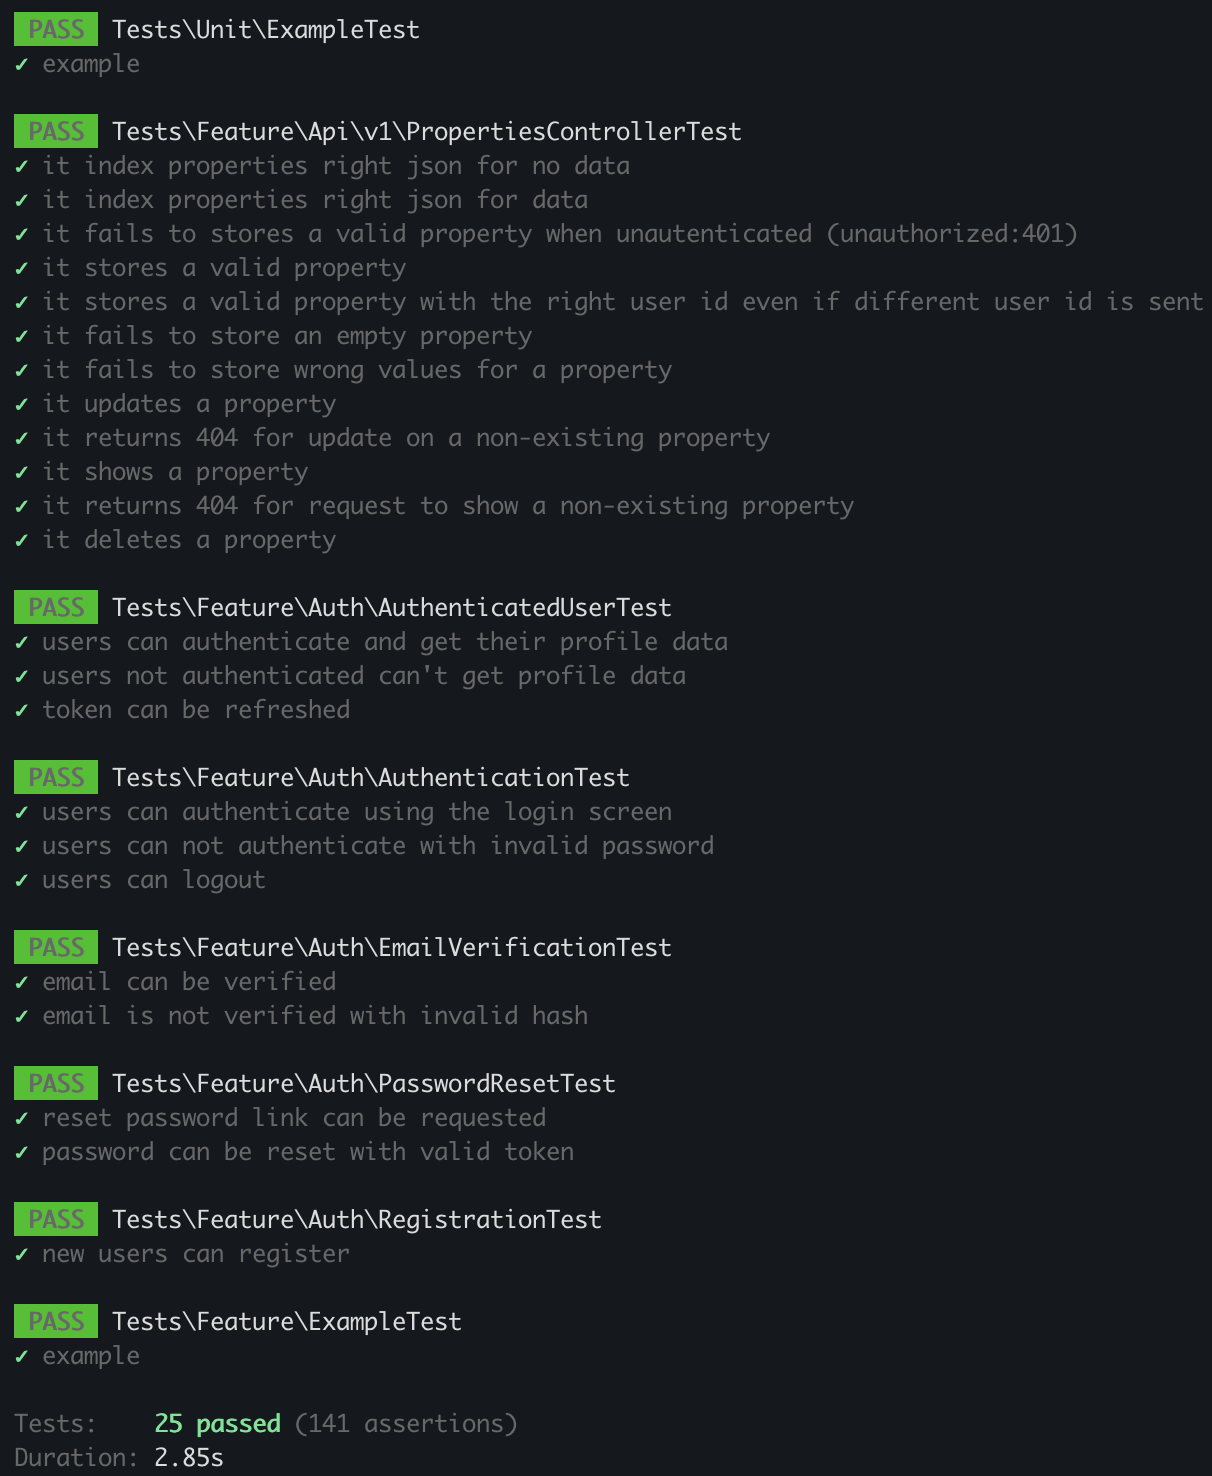 PASS Tests\Unit\ExampleTest
✓ example
PASS Tests\Feature\Api\v1\PropertiesControllerTest
✓ it index properties right json for no data
✓ it index properties right json for data
✓ it fails to stores a valid property when unautenticated (unauthorized:401)
✓ it stores a valid property
✓ it stores a valid property with the right user id even if different user id is sent
✓ it fails to store an empty property
✓ it fails to store wrong values for a property
✓ it updates a property
✓ it returns 404 for update on a non-existing property
✓ it shows a property
✓ it returns 404 for request to show a non-existing property
✓ it deletes a property
PASS Tests\Feature\Auth\AuthenticatedUserTest
✓ users can authenticate and get their profile data
✓ users not authenticated can't get profile data
✓ token can be refreshed
PASS Tests\Feature\Auth\AuthenticationTest
✓ users can authenticate using the login screen
✓ users can not authenticate with invalid password
✓ users can logout
PASS Tests\Feature\Auth\EmailVerificationTest
✓ email can be verified
✓ email is not verified with invalid hash
PASS Tests\Feature\Auth\PasswordResetTest
✓ reset password link can be requested
✓ password can be reset with valid token
PASS Tests\Feature\Auth\RegistrationTest
✓ new users can register
PASS Tests\Feature\ExampleTest
✓ example
Tests: 25 passed (141 assertions)
Duration: 2.85s